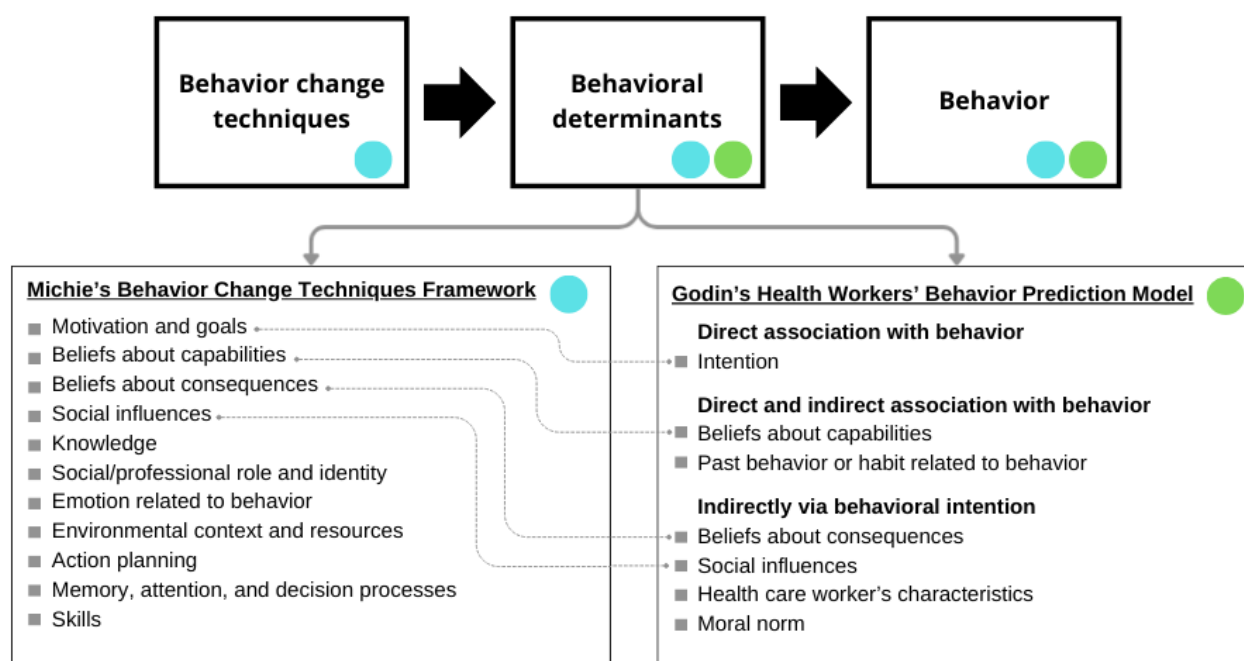 Behavior change
techniques
Behavioral
determinants
Behavior
Michie's Behavior Change Techniques Framework
Motivation and goals
Beliefs about capabilities
Beliefs about consequences
Social influences
Knowledge
Social/professional role and identity
Emotion related to behavior
Environmental context and resources
Action planning
Memory, attention, and decision processes
Skills
Godin's Health Workers' Behavior Prediction Model
Direct association with behavior
Intention
Direct and indirect association with behavior
Beliefs about capabilities
Past behavior or habit related to behavior
Indirectly via behavioral intention
Beliefs about consequences
Social influences
Health care worker's characteristics
Moral norm